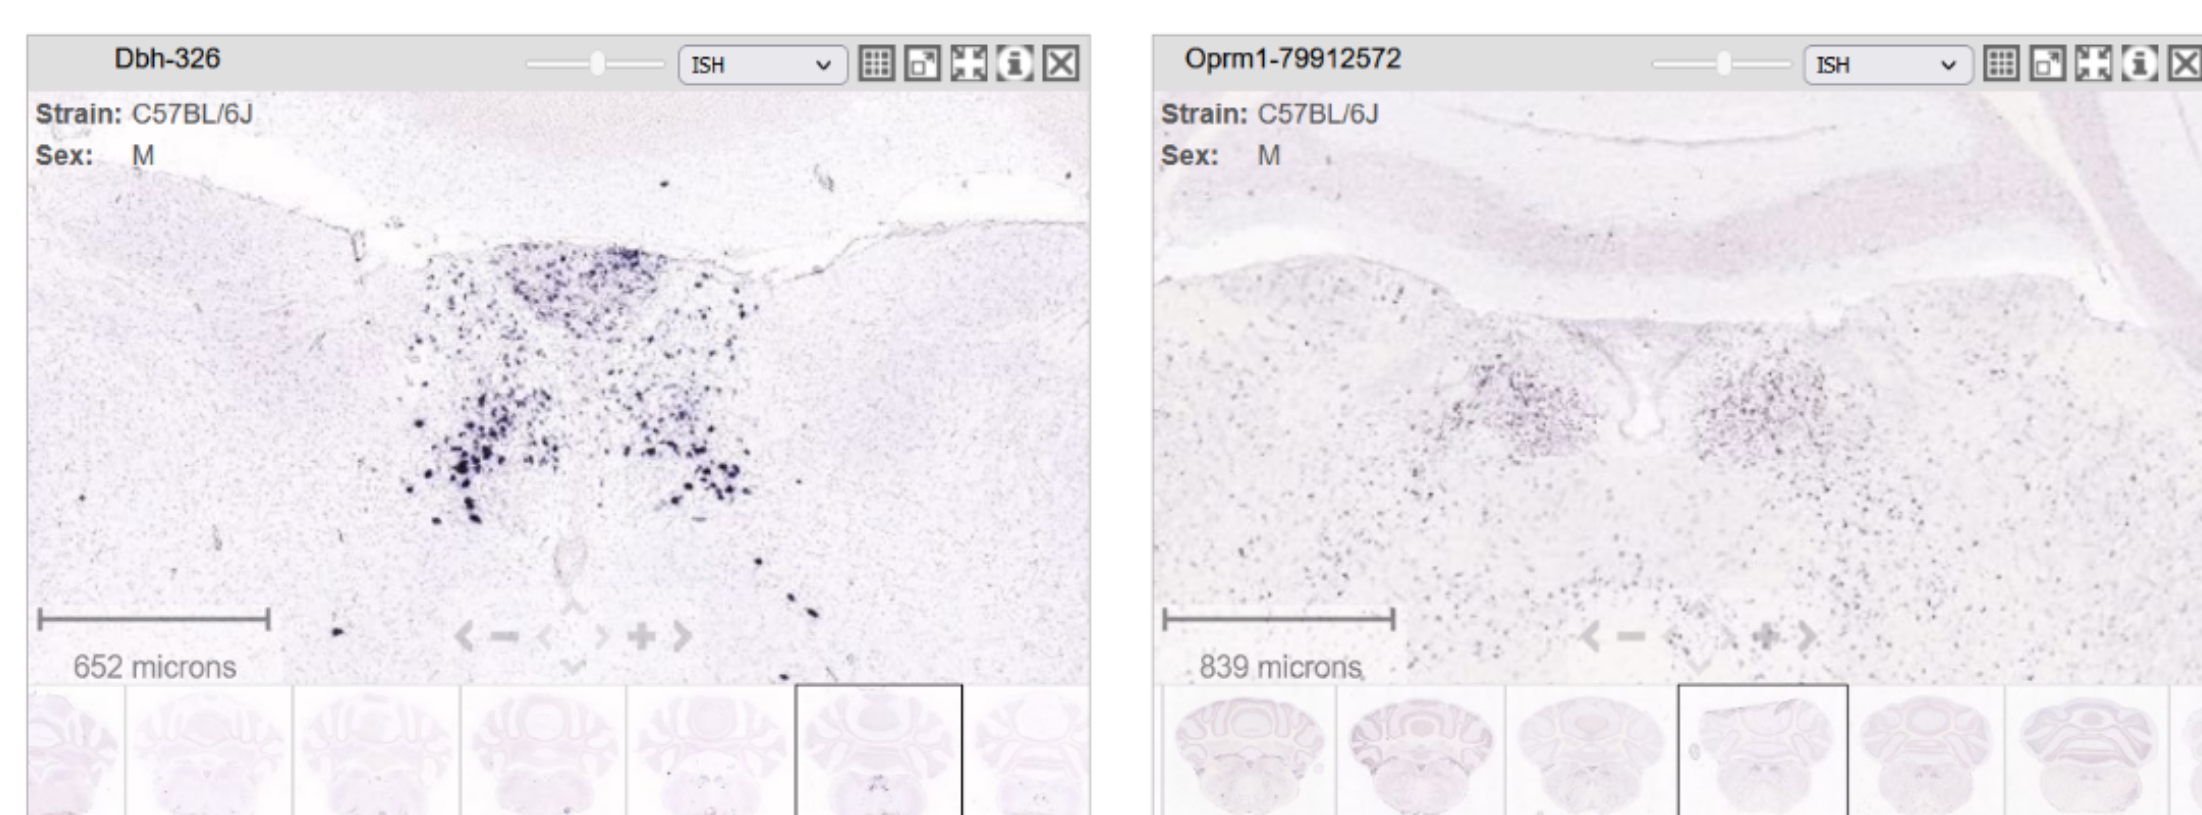 Dbh-326
ISH
Strain: C57BL/6J
Sex: M
652 microns
Oprm1-79912572
ISH
Strain: C57BL/6J
Sex: M
839 microns